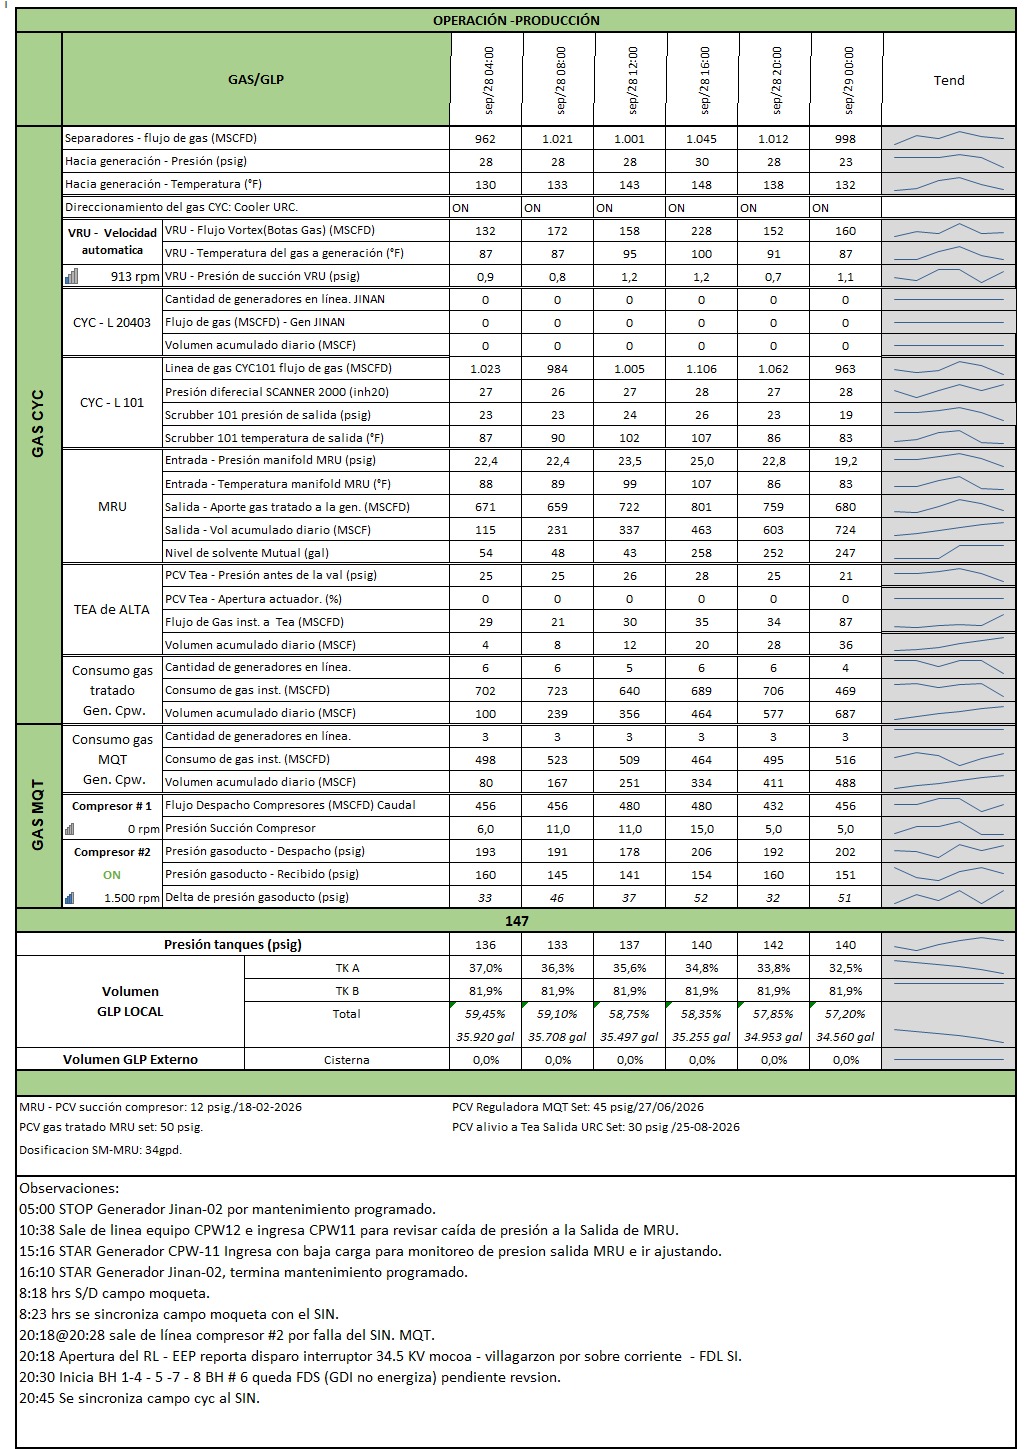 OPERACIÓN -PRODUCCIÓN
GAS/GLP sep/28 04:00 sep/28 08:00 sep/28 12:00 sep/28 16:00 sep/28 20:00 sep/29 00:00 Tend
GAS CYC
Separadores - flujo de gas (MSCFD) 962 1.021 1.001 1.045 1.012 998
Hacia generación - Presión (psig) 28 28 28 30 28 23
Hacia generación - Temperatura (°F) 130 133 143 148 138 132
Direccionamiento del gas CYC: Cooler URC. ON ON ON ON ON ON
VRU - Velocidad automatica
VRU - Flujo Vortex(Botas Gas) (MSCFD) 132 172 158 228 152 160
VRU - Temperatura del gas a generación (°F) 87 87 95 100 91 87
913 rpm VRU - Presión de succión VRU (psig) 0,9 0,8 1,2 1,2 0,7 1,1
CYC - L 20403
Cantidad de generadores en línea. JINAN 0 0 0 0 0 0
Flujo de gas (MSCFD) - Gen JINAN 0 0 0 0 0 0
Volumen acumulado diario (MSCF) 0 0 0 0 0 0
CYC - L 101
Linea de gas CYC101 flujo de gas (MSCFD) 1.023 984 1.005 1.106 1.062 963
Presión diferecial SCANNER 2000 (inh20) 27 26 27 28 27 28
Scrubber 101 presión de salida (psig) 23 23 24 26 23 19
Scrubber 101 temperatura de salida (°F) 87 90 102 107 86 83
MRU
Entrada - Presión manifold MRU (psig) 22,4 22,4 23,5 25,0 22,8 19,2
Entrada - Temperatura manifold MRU (°F) 88 89 99 107 86 83
Salida - Aporte gas tratado a la gen. (MSCFD) 671 659 722 801 759 680
Salida - Vol acumulado diario (MSCF) 115 231 337 463 603 724
Nivel de solvente Mutual (gal) 54 48 43 258 252 247
TEA de ALTA
PCV Tea - Presión antes de la val (psig) 25 25 26 28 25 21
PCV Tea - Apertura actuador. (%) 0 0 0 0 0 0
Flujo de Gas inst. a Tea (MSCFD) 29 21 30 35 34 87
Volumen acumulado diario (MSCF) 4 8 12 20 28 36
Consumo gas tratado Gen. Cpw.
Cantidad de generadores en línea. 6 6 5 6 6 4
Consumo de gas inst. (MSCFD) 702 723 640 689 706 469
Volumen acumulado diario (MSCF) 100 239 356 464 577 687
GAS MQT
Consumo gas MQT Gen. Cpw.
Cantidad de generadores en línea. 3 3 3 3 3 3
Consumo de gas inst. (MSCFD) 498 523 509 464 495 516
Volumen acumulado diario (MSCF) 80 167 251 334 411 488
Compresor # 1 Flujo Despacho Compresores (MSCFD) Caudal 456 456 480 480 432 456
0 rpm Presión Succión Compresor 6,0 11,0 11,0 15,0 5,0 5,0
Compresor #2 Presión gasoducto - Despacho (psig) 193 191 178 206 192 202
ON Presión gasoducto - Recibido (psig) 160 145 141 154 160 151
1.500 rpm Delta de presión gasoducto (psig) 33 46 37 52 32 51
147
Presión tanques (psig) 136 133 137 140 142 140
Volumen GLP LOCAL
TK A 37,0% 36,3% 35,6% 34,8% 33,8% 32,5%
TK B 81,9% 81,9% 81,9% 81,9% 81,9% 81,9%
Total 59,45% 59,10% 58,75% 58,35% 57,85% 57,20%
35.920 gal 35.708 gal 35.497 gal 35.255 gal 34.953 gal 34.560 gal
Volumen GLP Externo Cisterna 0,0% 0,0% 0,0% 0,0% 0,0% 0,0%
MRU - PCV succión compresor: 12 psig./18-02-2026 PCV Reguladora MQT Set: 45 psig/27/06/2026
PCV gas tratado MRU set: 50 psig. PCV alivio a Tea Salida URC Set: 30 psig /25-08-2026
Dosificacion SM-MRU: 34gpd.
Observaciones:
05:00 STOP Generador Jinan-02 por mantenimiento programado.
10:38 Sale de linea equipo CPW12 e ingresa CPW11 para revisar caída de presión a la Salida de MRU.
15:16 STAR Generador CPW-11 Ingresa con baja carga para monitoreo de presion salida MRU e ir ajustando.
16:10 STAR Generador Jinan-02, termina mantenimiento programado.
8:18 hrs S/D campo moqueta.
8:23 hrs se sincroniza campo moqueta con el SIN.
20:18@20:28 sale de línea compresor #2 por falla del SIN. MQT.
20:18 Apertura del RL - EEP reporta disparo interruptor 34.5 KV mocoa - villagarzon por sobre corriente - FDL SI.
20:30 Inicia BH 1-4 - 5 -7 - 8 BH # 6 queda FDS (GDI no energiza) pendiente revsion.
20:45 Se sincroniza campo cyc al SIN.